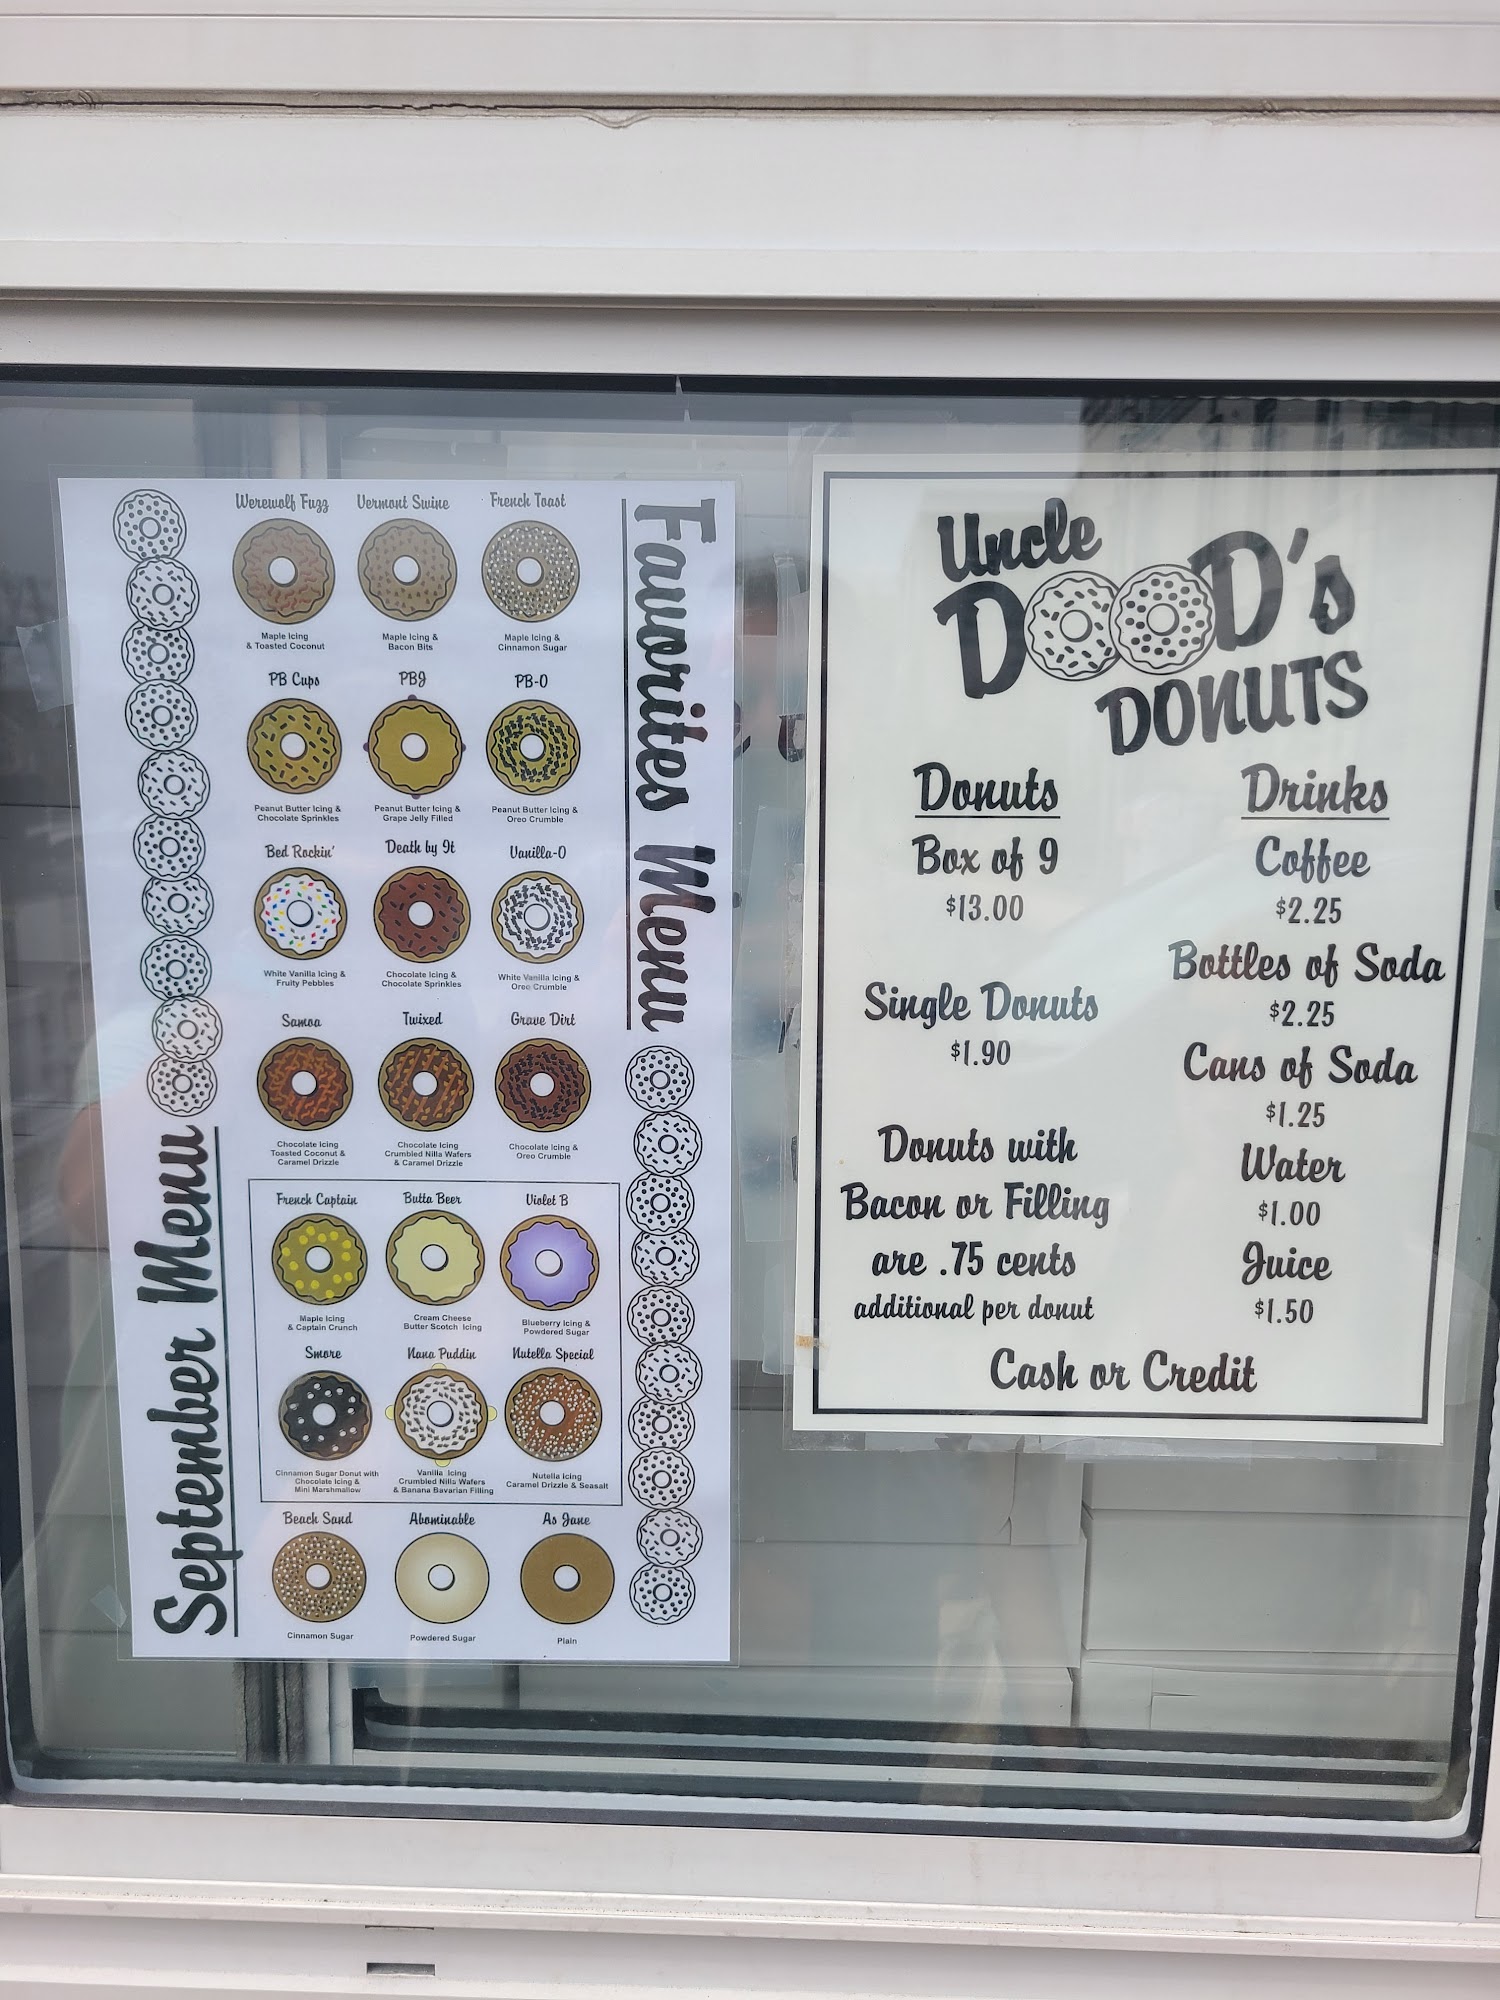 Favorites Menu
Werewolf Fuzz
Maple Icing
& Toasted Coconut
Vermont Swine
Maple Icing &
Bacon Bits
French Toast
Maple Icing &
Cinnamon Sugar
PB Cups
Peanut Butter Icing &
Chocolate Sprinkles
PBJ
Peanut Butter Icing &
Grape Jelly Filled
PB-O
Peanut Butter Icing &
Oreo Crumble
Bed Rockin'
White Vanilla Icing &
Fruity Pebbles
Death by It
Chocolate Icing &
Chocolate Sprinkles
Vanilla-O
White Vanilla Icing &
Oreo Crumble
Samoa
Chocolate Icing
Toasted Coconut &
Caramel Drizzle
Twixed
Chocolate Icing
Crumbled Nilla Wafers
& Caramel Drizzle
Grave Dirt
Chocolate Icing &
Oreo Crumble
September Menu
French Captain
Maple Icing
& Captain Crunch
Butta Beer
Cream Cheese
Butter Scotch Icing
Violet B
Blueberry Icing &
Powdered Sugar
Smore
Cinnamon Sugar Donut with
Chocolate Icing &
Mini Marshmallow
Nana Puddin
Vanilla Icing
Crumbled Nilla Wafers
& Banana Bavarian Filling
Nutella Special
Nutella Icing
Caramel Drizzle & Seasalt
Beach Sand
Cinnamon Sugar
Abominable
Powdered Sugar
As Jane
Plain
Uncle
DOOD's
DONUTS
Donuts
Box of 9
$13.00
Single Donuts
$1.90
Donuts with
Bacon or Filling
are .75 cents
additional per donut
Drinks
Coffee
$2.25
Bottles of Soda
$2.25
Cans of Soda
$1.25
Water
$1.00
Juice
$1.50
Cash or Credit